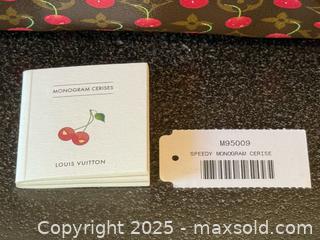 MONOGRAM CERISES
LOUIS VUITTON
M95009
SPEEDY MONOGRAM CERISE
Copyright 2025 - maxsold.com